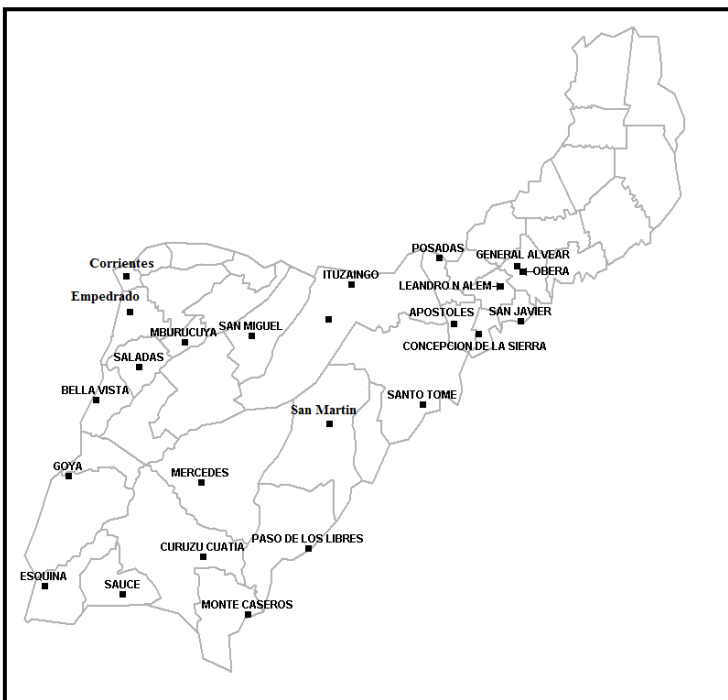 POSADAS
GENERAL ALVEAR
Corrientes
OBERA
ITUZAINGO
LEANDRO N ALEM
Empedrado
APOSTOLES
SAN JAVIER
MBURUCUYA
SAN MIGUEL
CONCEPCION DE LA SIERRA
SALADAS
BELLA VISTA
SANTO TOME
San Martin
GOYA
MERCEDES
CURUZU CUATIA
PASO DE LOS LIBRES
ESQUINA
SAUCE
MONTE CASEROS